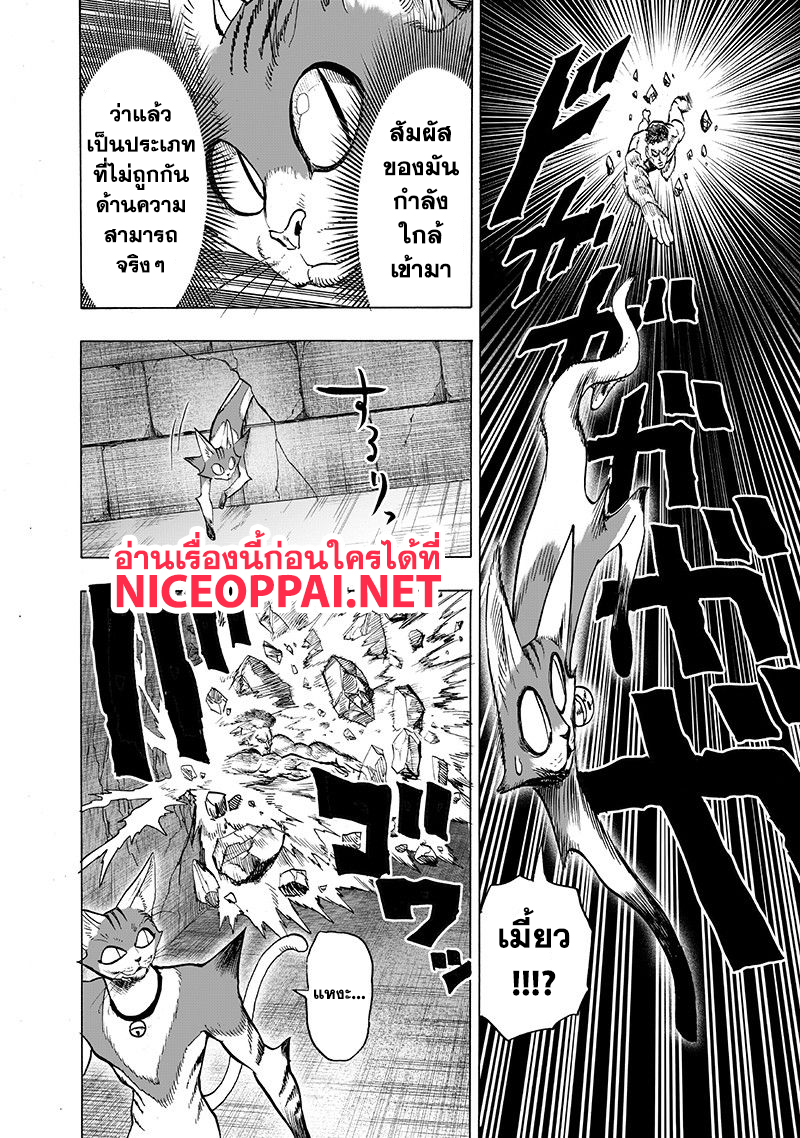 ドガガガガガ
เมี้ยว
!!!?
สัมผัส
ของมัน
กำลัง
ใกล้
เข้ามา
ว่าแล้ว
เป็นประเภท
ที่ไม่ถูกกัน
ด้านความ
สามารถ
จริงๆ
するり
อ่านเรื่องนี้ก่อนใครได้ที่
NICEOPPAI.NET
ゴ
ワッ
แหงะ...